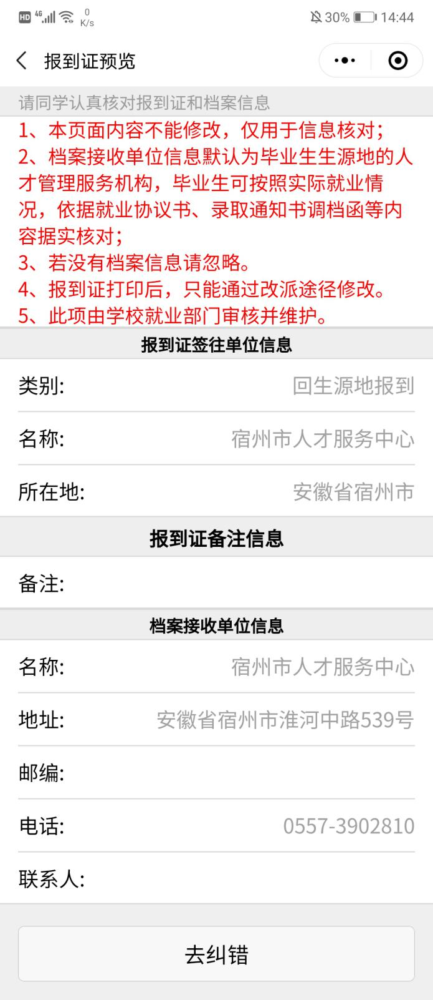 HD 4G 0 K/s 30% 14:44
报到证预览
请同学认真核对报到证和档案信息
1、本页面内容不能修改，仅用于信息核对；
2、档案接收单位信息默认为毕业生生源地的人
才管理服务机构，毕业生可按照实际就业情
况，依据就业协议书、录取通知书调档函等内
容据实核对；
3、若没有档案信息请忽略。
4、报到证打印后，只能通过改派途径修改。
5、此项由学校就业部门审核并维护。
报到证签往单位信息
类别: 回生源地报到
名称: 宿州市人才服务中心
所在地: 安徽省宿州市
报到证备注信息
备注:
档案接收单位信息
名称: 宿州市人才服务中心
地址: 安徽省宿州市淮河中路539号
邮编:
电话: 0557-3902810
联系人:
去纠错